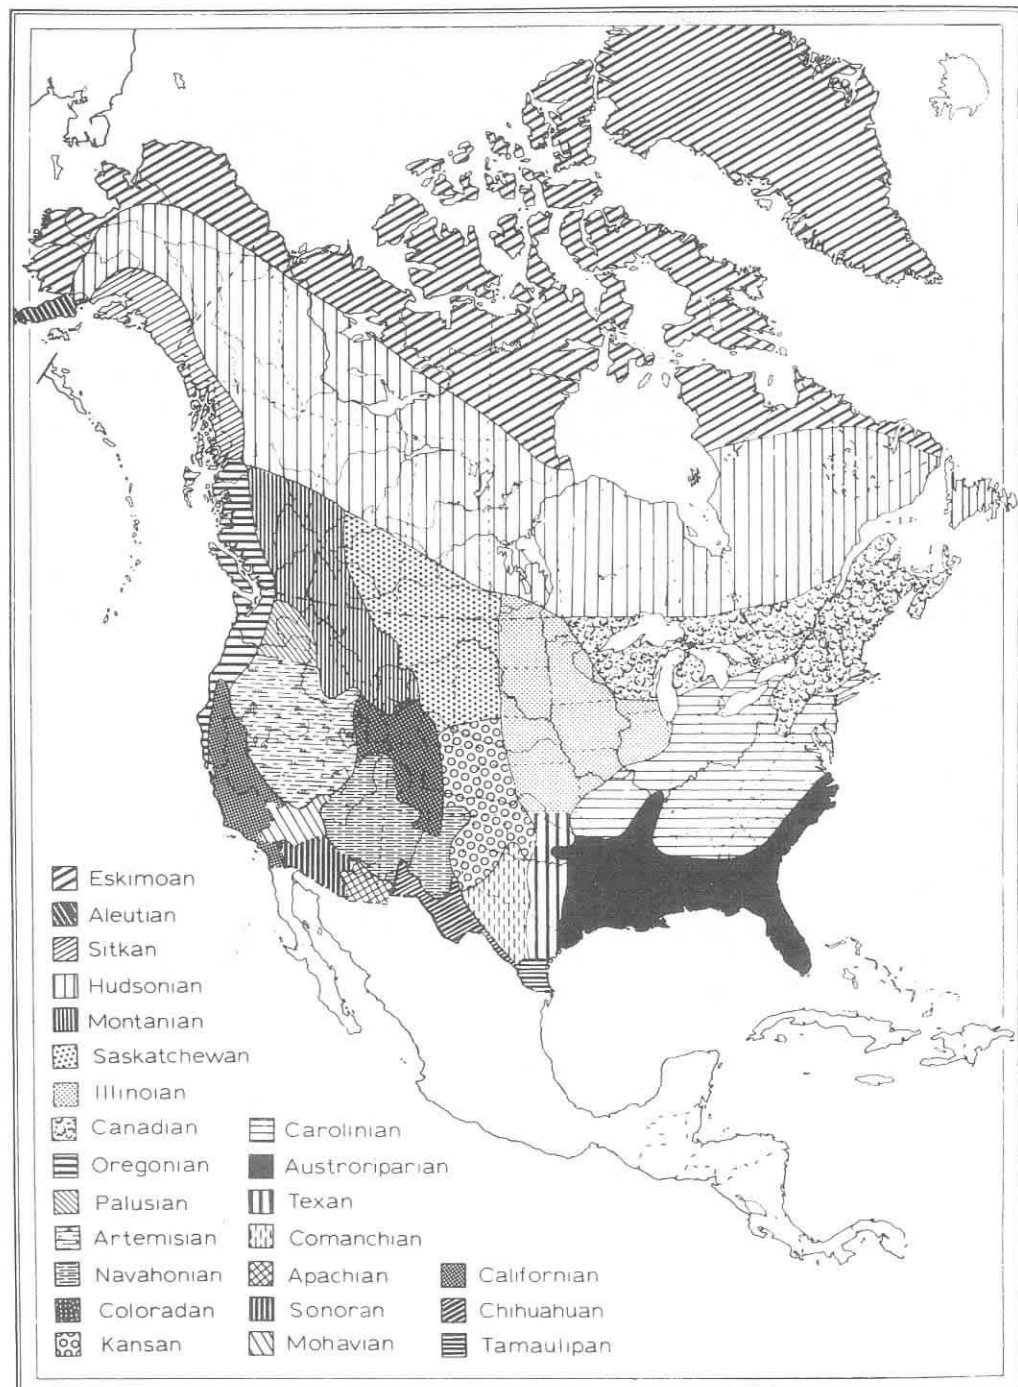 Eskimoan
Aleutian
Sitkan
Hudsonian
Montanian
Saskatchewan
Illinoian
Canadian
Oregonian
Palusian
Artemisian
Navahonian
Coloradan
Kansan
Carolinian
Austroriparian
Texan
Comanchian
Apachian
Sonoran
Mohavian
Californian
Chihuahuan
Tamaulipan